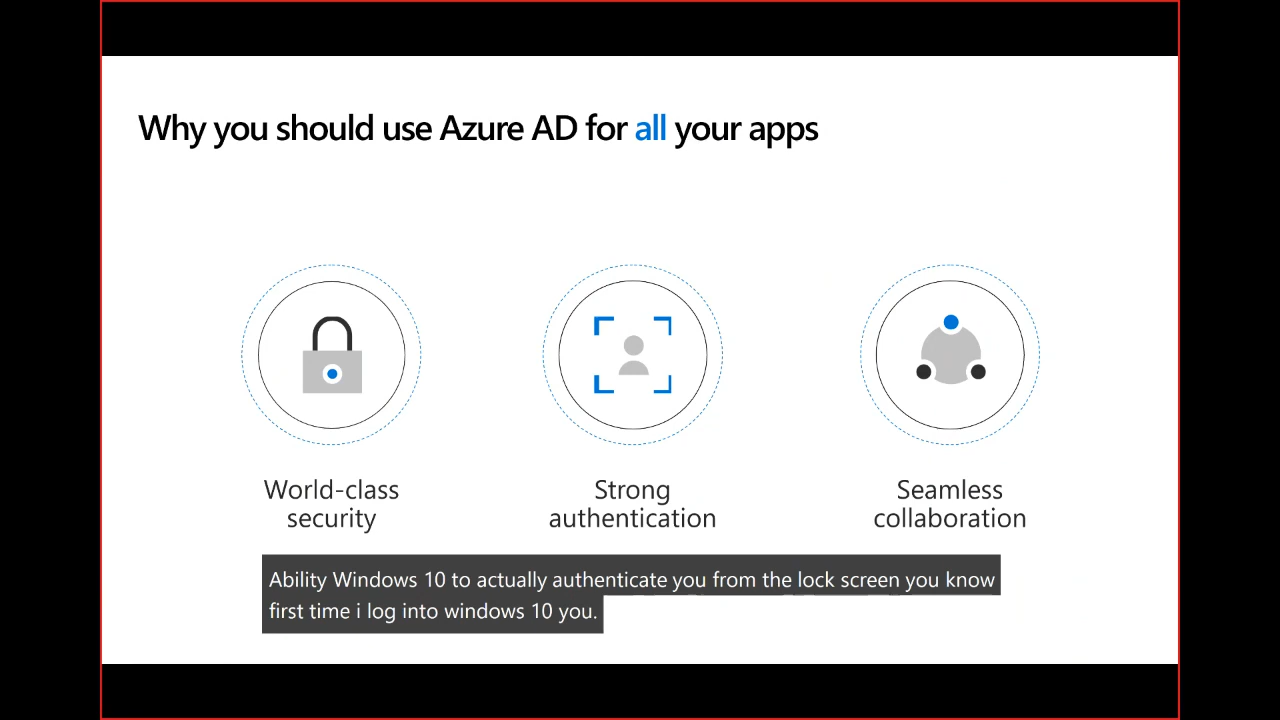 Why you should use Azure AD for all your apps
World-class
security
Strong
authentication
Seamless
collaboration
Ability Windows 10 to actually authenticate you from the lock screen you know
first time i log into windows 10 you.